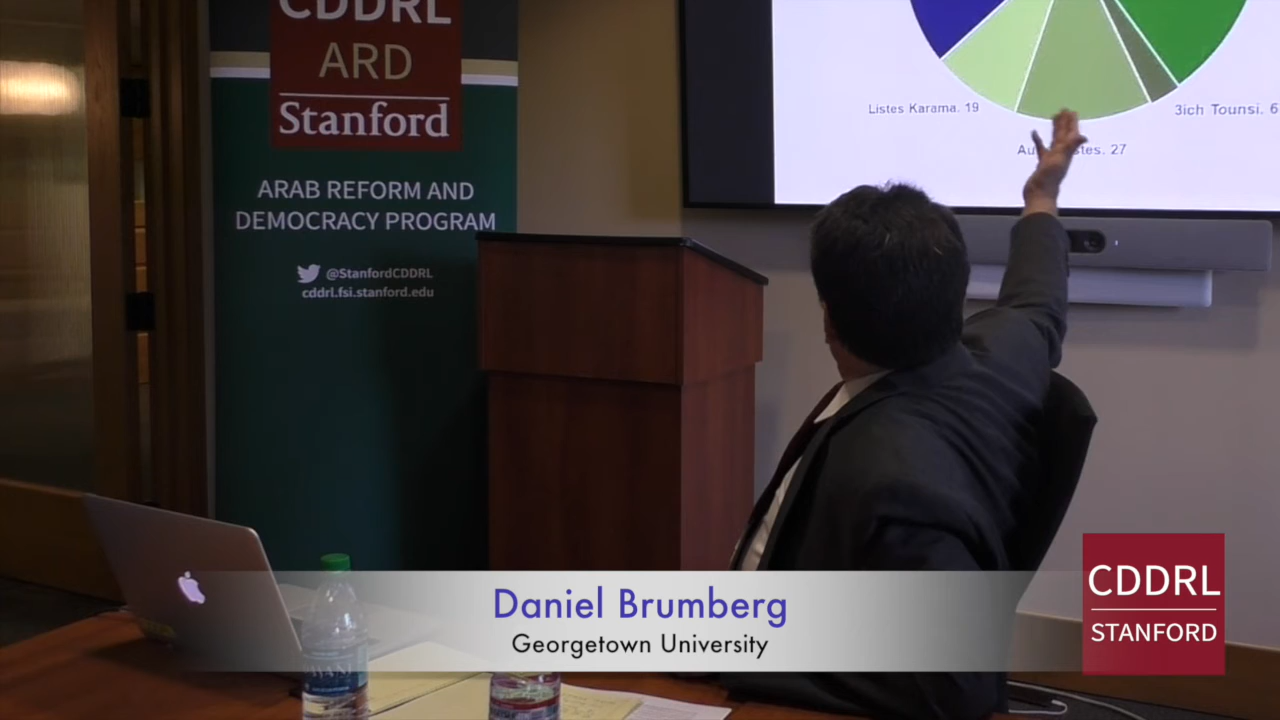 CDDRL
ARD
Stanford
ARAB REFORM AND
DEMOCRACY PROGRAM
@StanfordCDDRL
cddrl.fsi.stanford.edu
Listes Karama. 19
3ich Tounsi. 6
27
Daniel Brumberg
Georgetown University
CDDRL
STANFORD